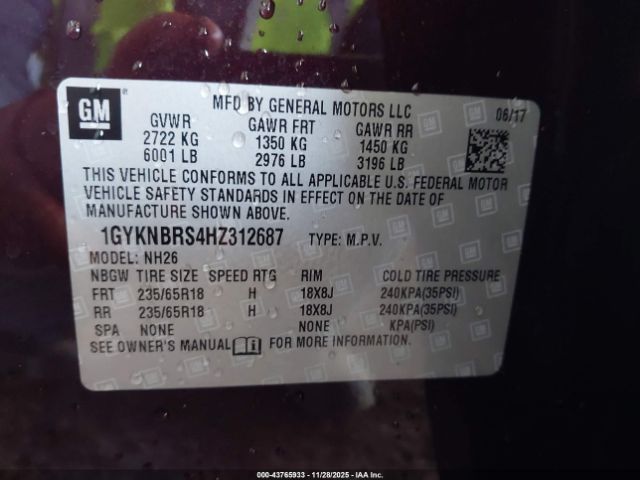 GM
MFD BY GENERAL MOTORS LLC 06/17
GVWR GAWR FRT GAWR RR
2722 KG 1350 KG 1450 KG
6001 LB 2976 LB 3196 LB
THIS VEHICLE CONFORMS TO ALL APPLICABLE U.S. FEDERAL MOTOR
VEHICLE SAFETY STANDARDS IN EFFECT ON THE DATE OF
MANUFACTURE SHOWN ABOVE.
1GYKNBRS4HZ312687 TYPE: M.P.V.
MODEL: NH26
NBGW TIRE SIZE SPEED RTG RIM COLD TIRE PRESSURE
FRT 235/65R18 H 18X8J 240KPA(35PSI)
RR 235/65R18 H 18X8J 240KPA(35PSI)
SPA NONE NONE KPA(PSI)
SEE OWNER'S MANUAL FOR MORE INFORMATION.
000-43765933 - 11/28/2025 - IAA Inc.